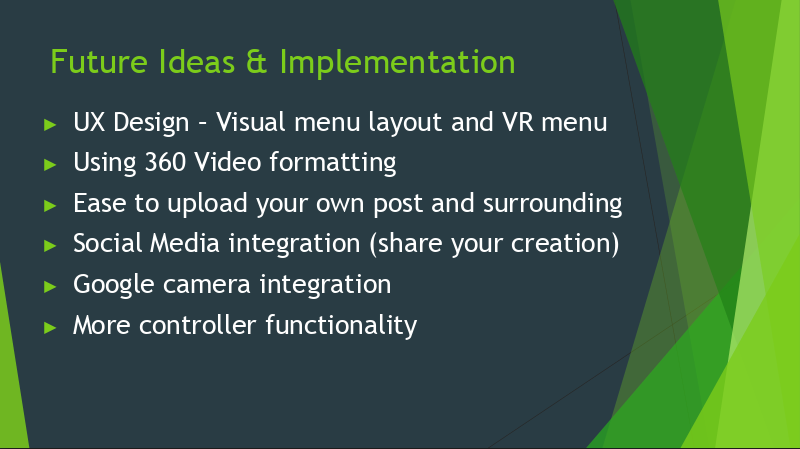 Future Ideas & Implementation
UX Design – Visual menu layout and VR menu
Using 360 Video formatting
Ease to upload your own post and surrounding
Social Media integration (share your creation)
Google camera integration
More controller functionality